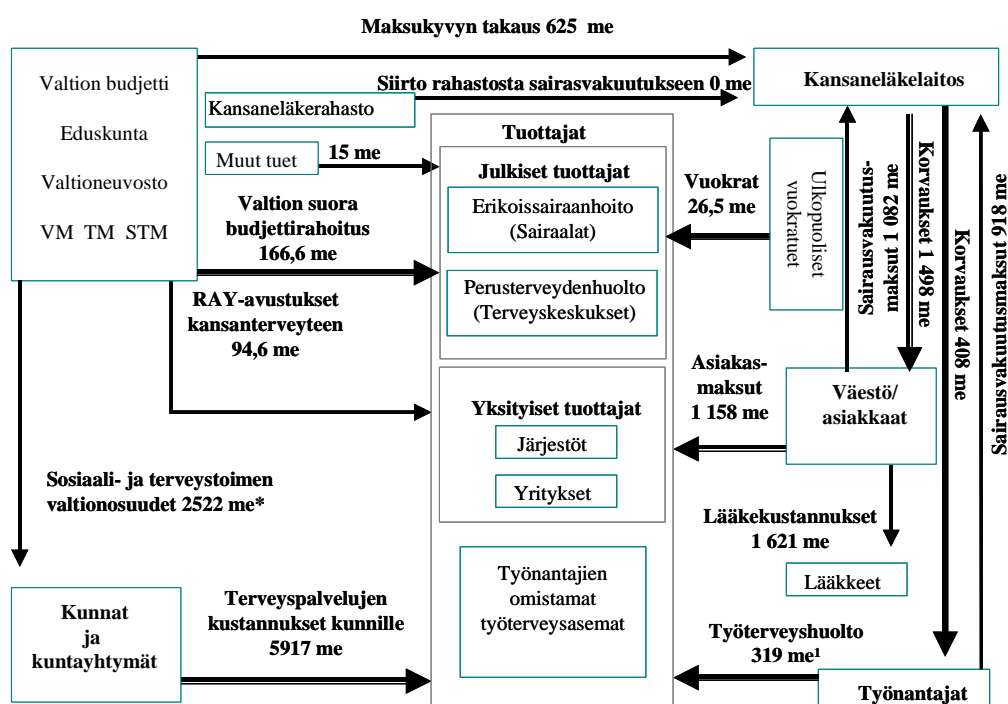 Maksukyvyn takaus 625 me
Valtion budjetti
Eduskunta
Valtioneuvosto
VM TM STM
Siirto rahastosta sairasvakuutukseen 0 me
Kansaneläkelaitos
Kansaneläkerahasto
Muut tuet
15 me
Valtion suora
budjettirahoitus
166,6 me
RAY-avustukset
kansanterveyteen
94,6 me
Tuottajat
Julkiset tuottajat
Erikoissairaanhoito
(Sairaalat)
Perusterveydenhuolto
(Terveyskeskukset)
Vuokrat
26,5 me
Ulkopuoliset
vuokratuet
Sairausvakuutus-
maksut 1 082 me
Korvaukset 1 498 me
Korvaukset 408 me
Sairausvakuutusmaksut 918 me
Yksityiset tuottajat
Järjestöt
Yritykset
Asiakas-
maksut
1 158 me
Väestö/
asiakkaat
Sosiaali- ja terveystoimen
valtionosuudet 2522 me*
Lääkekustannukset
1 621 me
Lääkkeet
Kunnat
ja
kuntayhtymät
Terveyspalvelujen
kustannukset kunnille
5917 me
Työnantajien
omistamat
työterveysasemat
Työterveyshuolto
319 me¹
Työnantajat